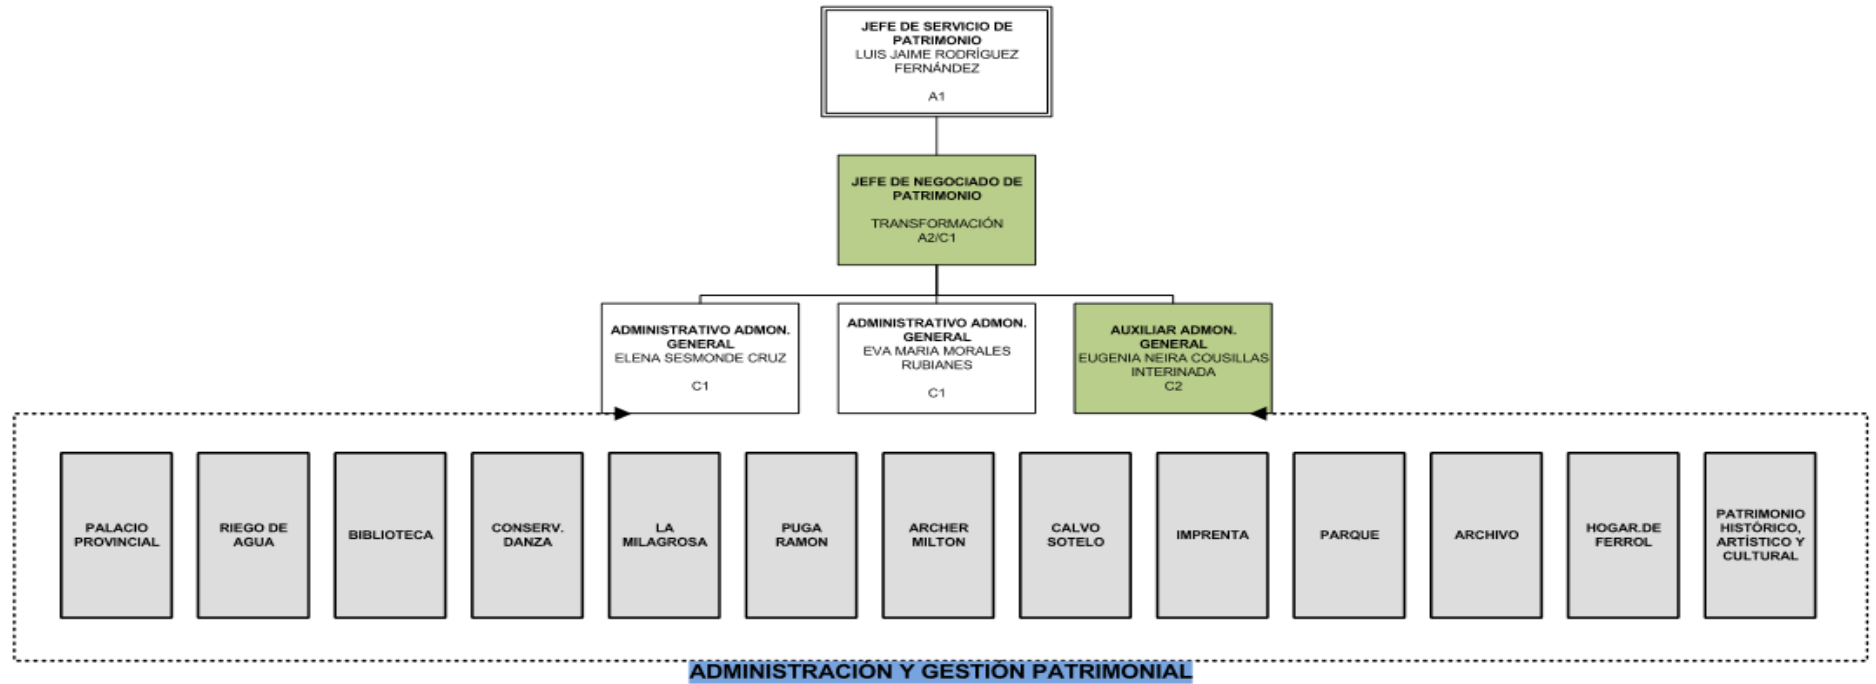 JEFE DE SERVICIO DE
PATRIMONIO
LUIS JAIME RODRÍGUEZ
FERNÁNDEZ
A1
JEFE DE NEGOCIADO DE
PATRIMONIO
TRANSFORMACIÓN
A2/C1
ADMINISTRATIVO ADMON.
GENERAL
ELENA SESMONDE CRUZ
C1
ADMINISTRATIVO ADMON.
GENERAL
EVA MARIA MORALES
RUBIANES
C1
AUXILIAR ADMON.
GENERAL
EUGENIA NEIRA COUSILLAS
INTERINADA
C2
PALACIO
PROVINCIAL
RIEGO DE
AGUA
BIBLIOTECA
CONSERV.
DANZA
LA
MILAGROSA
PUGA
RAMON
ARCHER
MILTON
CALVO
SOTELO
IMPRENTA
PARQUE
ARCHIVO
HOGAR.DE
FERROL
PATRIMONIO
HISTÓRICO,
ARTÍSTICO Y
CULTURAL
ADMINISTRACIÓN Y GESTIÓN PATRIMONIAL